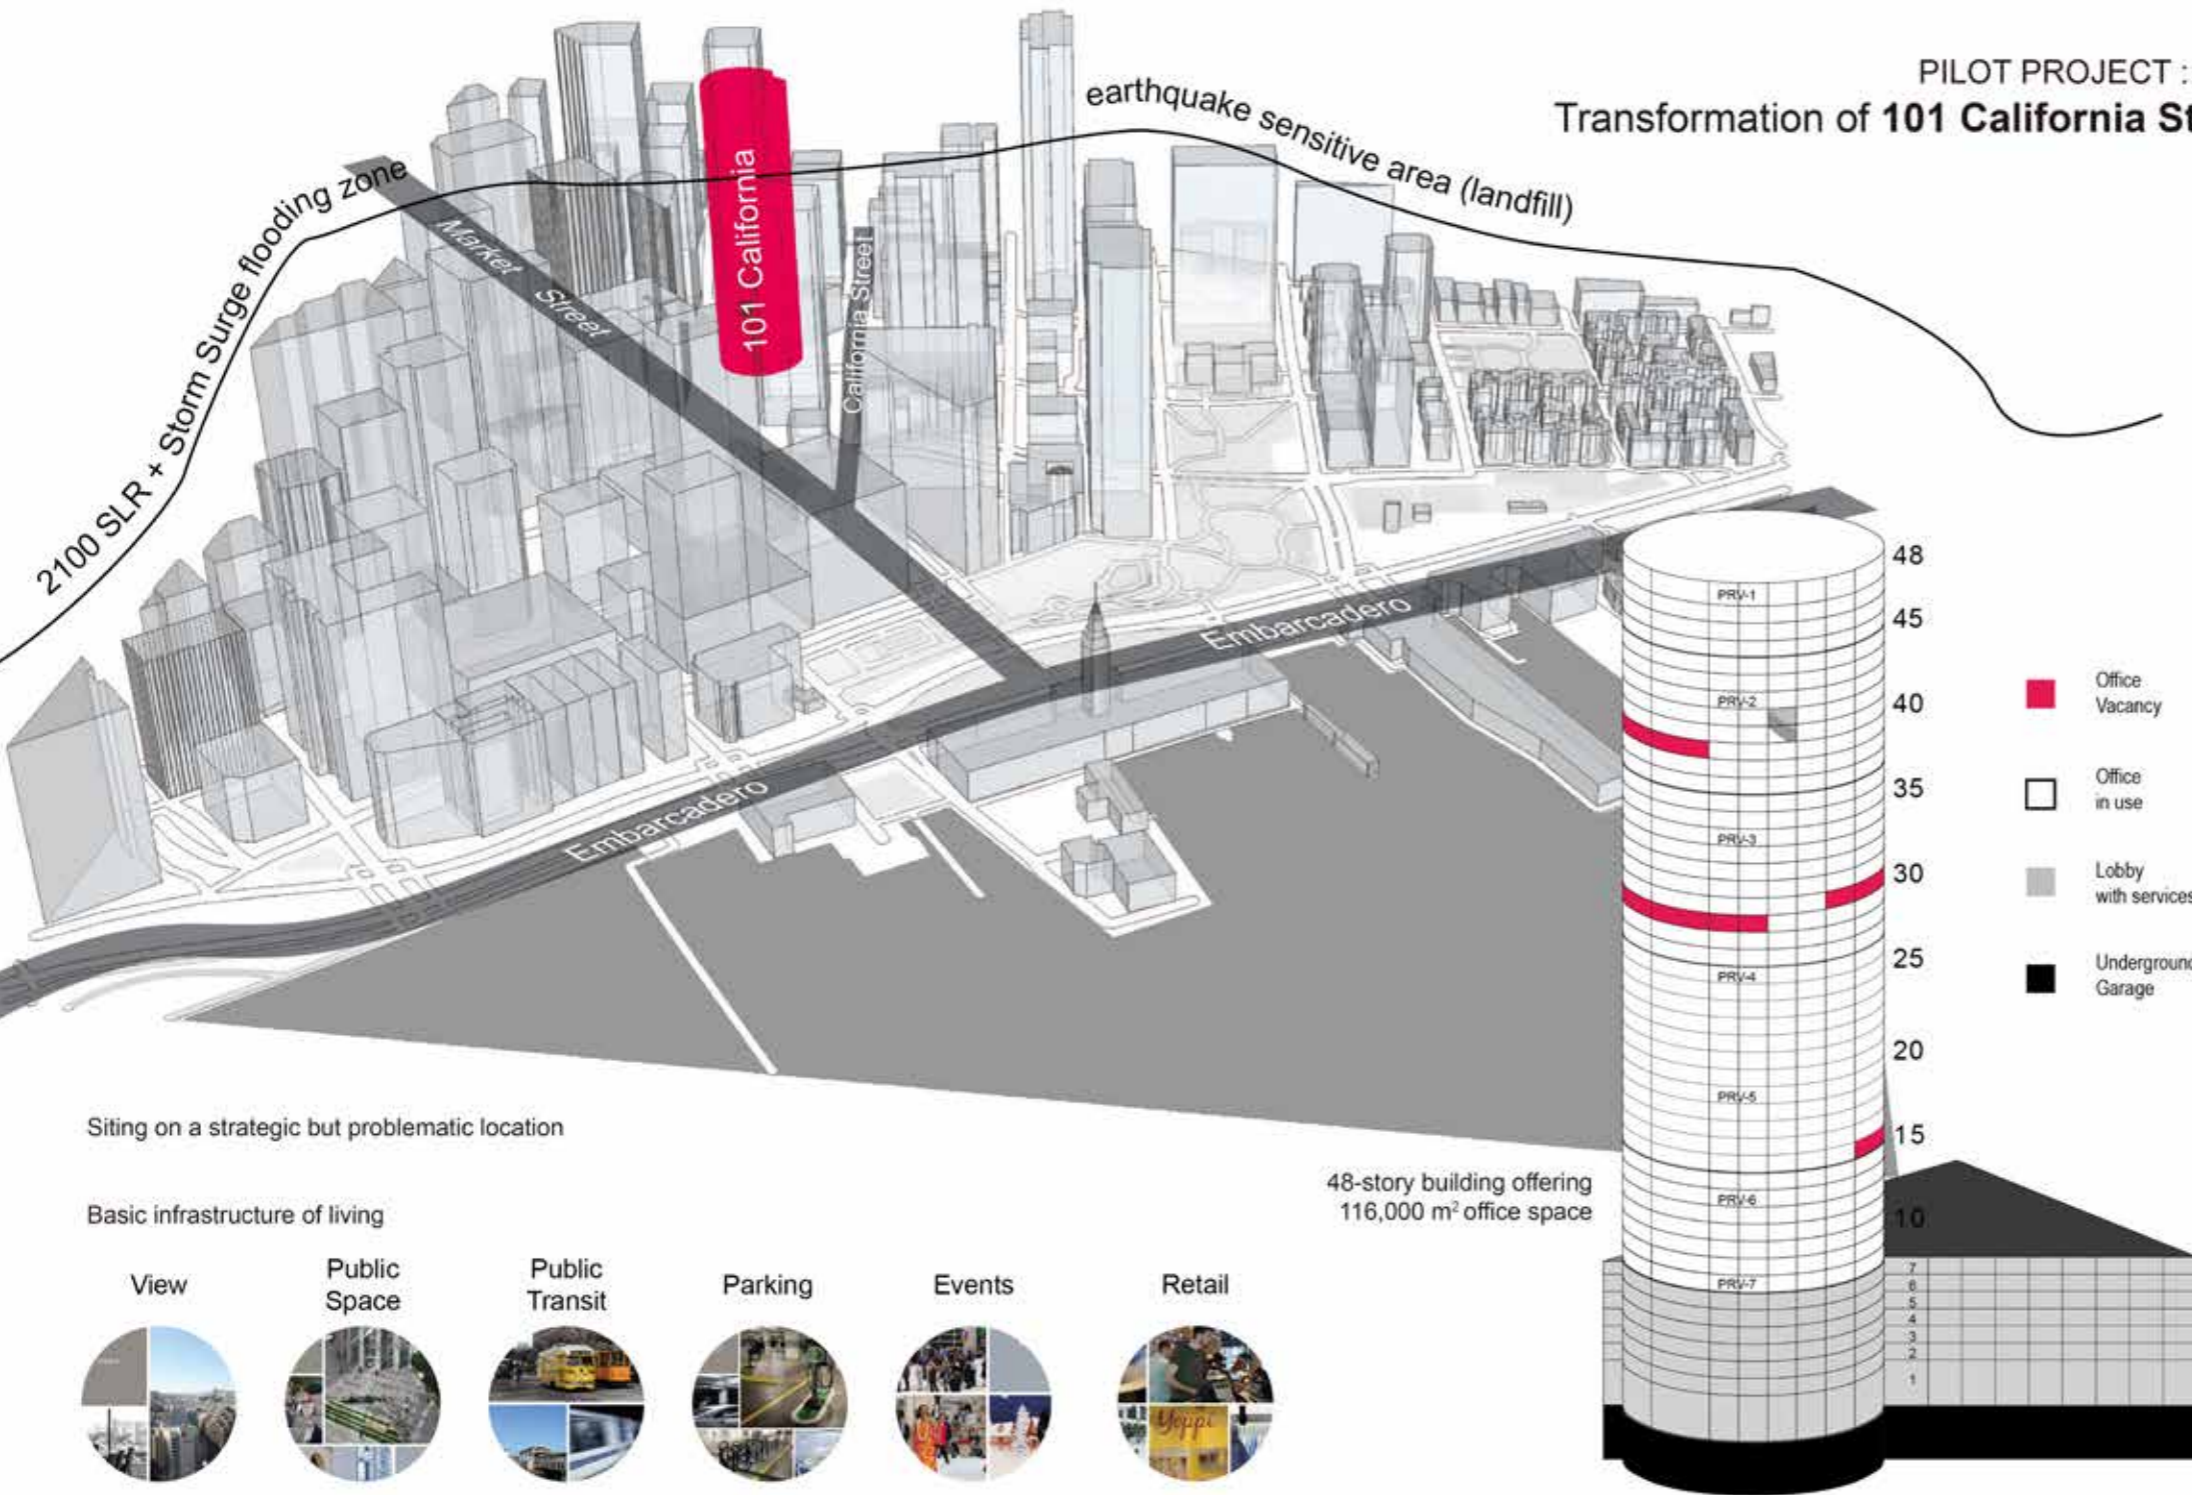 PILOT PROJECT :
Transformation of 101 California St
earthquake sensitive area (landfill)
2100 SLR + Storm Surge flooding zone
Market
Street
101 California
California Street
Embarcadero
Embarcadero
48
45
40
35
30
25
20
15
10
7
6
5
4
3
2
1
PRV-1
PRV-2
PRV-3
PRV-4
PRV-5
PRV-6
PRV-7
Office
Vacancy
Office
in use
Lobby
with services
Underground
Garage
Siting on a strategic but problematic location
48-story building offering
116,000 m² office space
Basic infrastructure of living
View
Public
Space
Public
Transit
Parking
Events
Retail
Yoppi